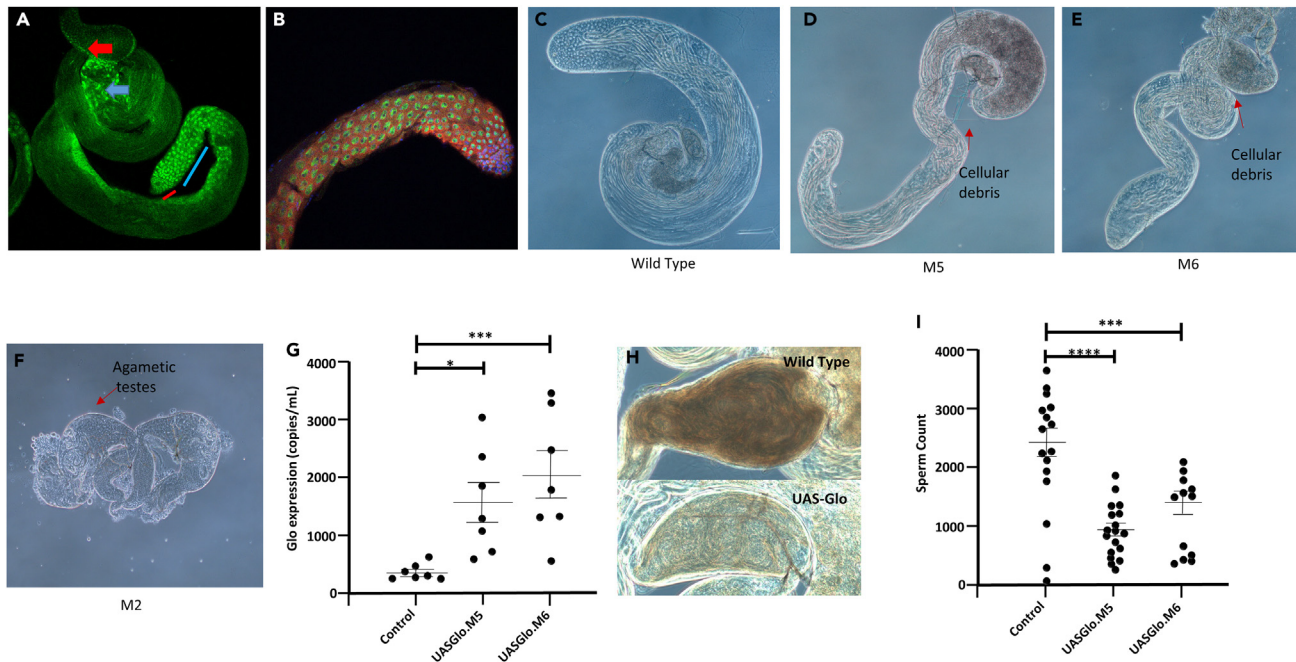 A
B
C
D
E
Cellular
debris
Cellular
debris
Wild Type
M5
M6
F
Agametic
testes
M2
G
***
*
4000
3000
2000
1000
0
Glo expression (copies/mL)
Control
UASGlo.M5
UASGlo.M6
H
Wild Type
UAS-Glo
I
***
****
4000
3000
2000
1000
0
Sperm Count
Control
UASGlo.M5
UASGlo.M6